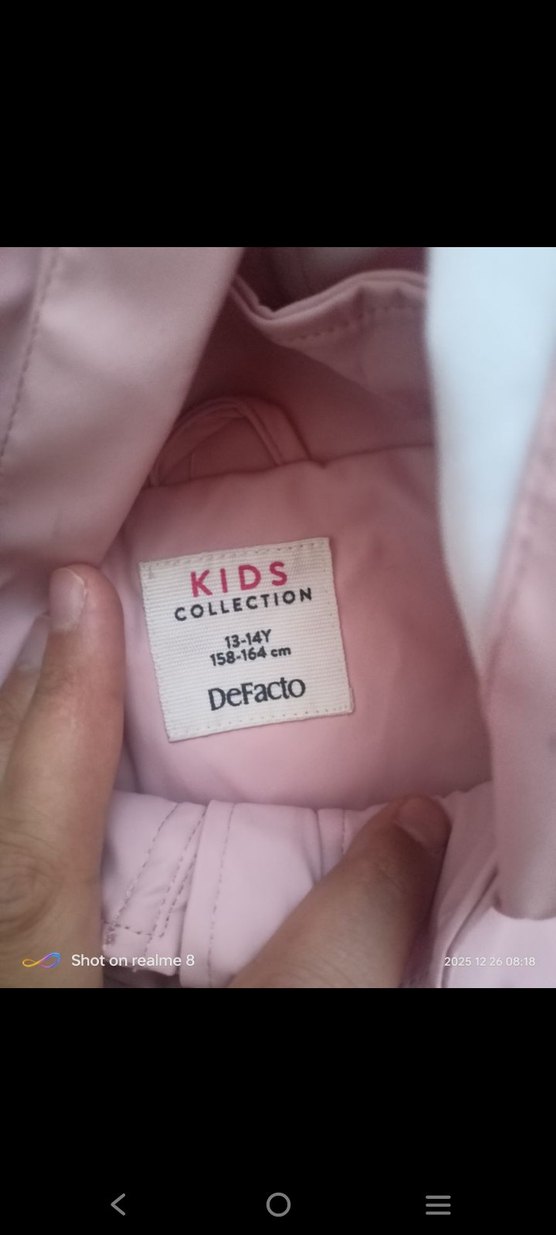 KIDS
COLLECTION
13-14Y
158-164 cm
DeFacto
Shot on realme 8
2025 12 26 08:18